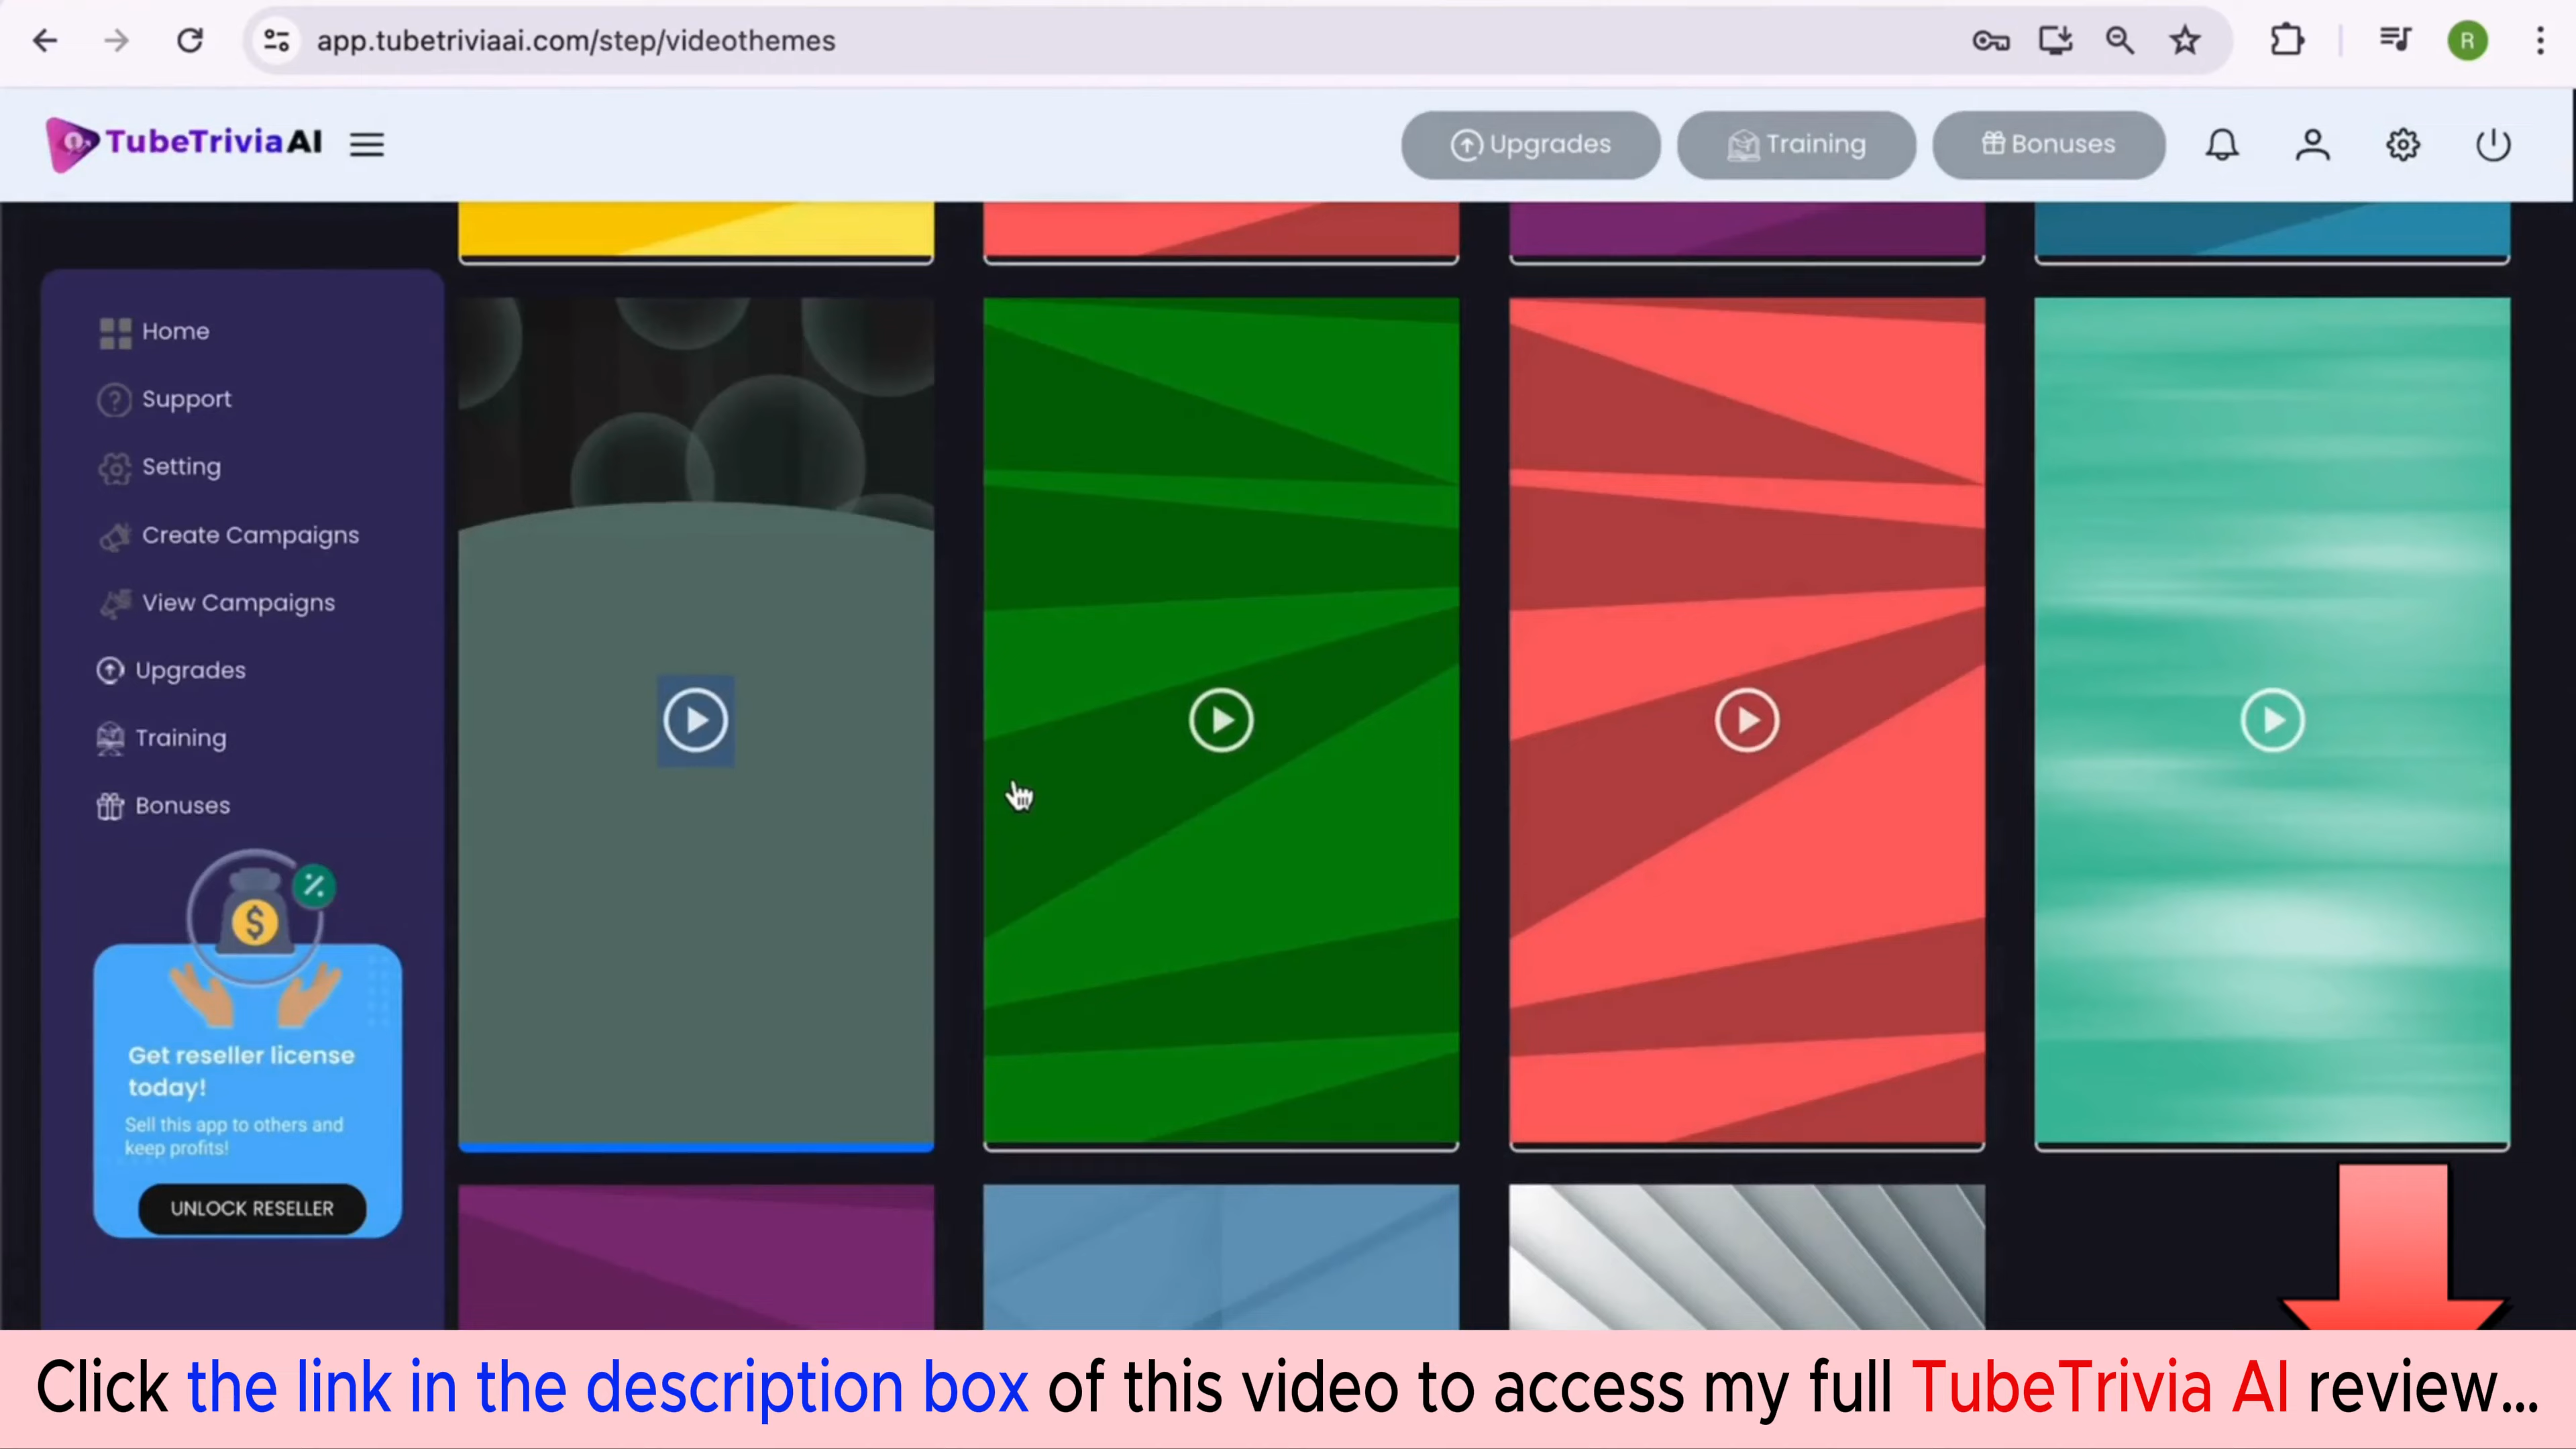 app.tubetriviaai.com/step/videothemes
R
TubeTrivia AI
Upgrades
Training
Bonuses
Home
Support
Setting
Create Campaigns
View Campaigns
Upgrades
Training
Bonuses
$
%
Get reseller license
today!
Sell this app to others and
keep profits!
UNLOCK RESELLER
Click the link in the description box of this video to access my full TubeTrivia AI review...